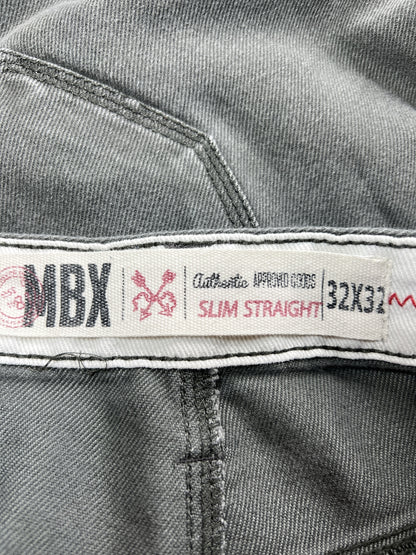 MBX
Authentic APPROVED GOODS
SLIM STRAIGHT
32X32